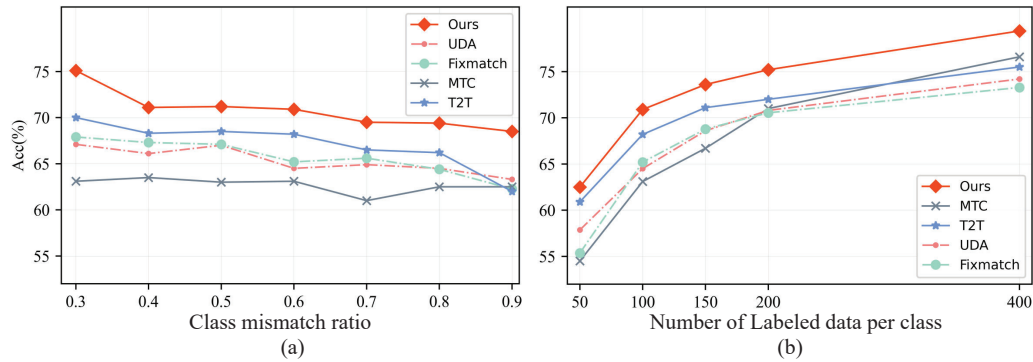 Ours
UDA
Fixmatch
MTC
T2T
Acc(%)
75
70
65
60
55
0.3 0.4 0.5 0.6 0.7 0.8 0.9
Class mismatch ratio
(a)
Ours
MTC
T2T
UDA
Fixmatch
75
70
65
60
55
50 100 150 200 400
Number of Labeled data per class
(b)